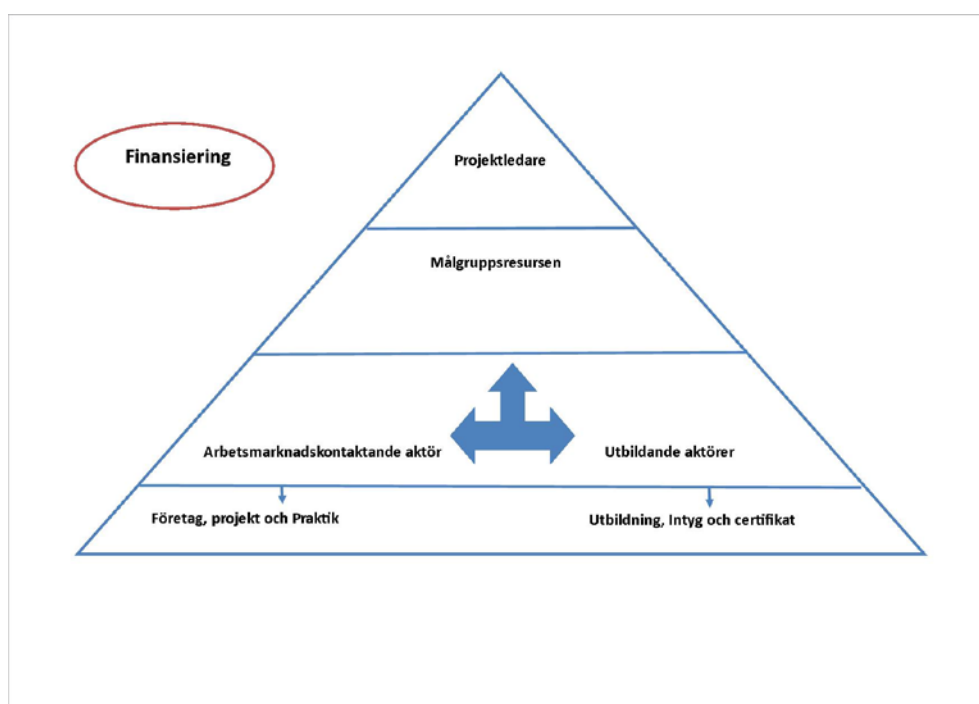 Finansiering
Projektledare
Målgruppsresursen
Arbetsmarknadskontaktande aktör
Utbildande aktörer
Företag, projekt och Praktik
Utbildning, Intyg och certifikat